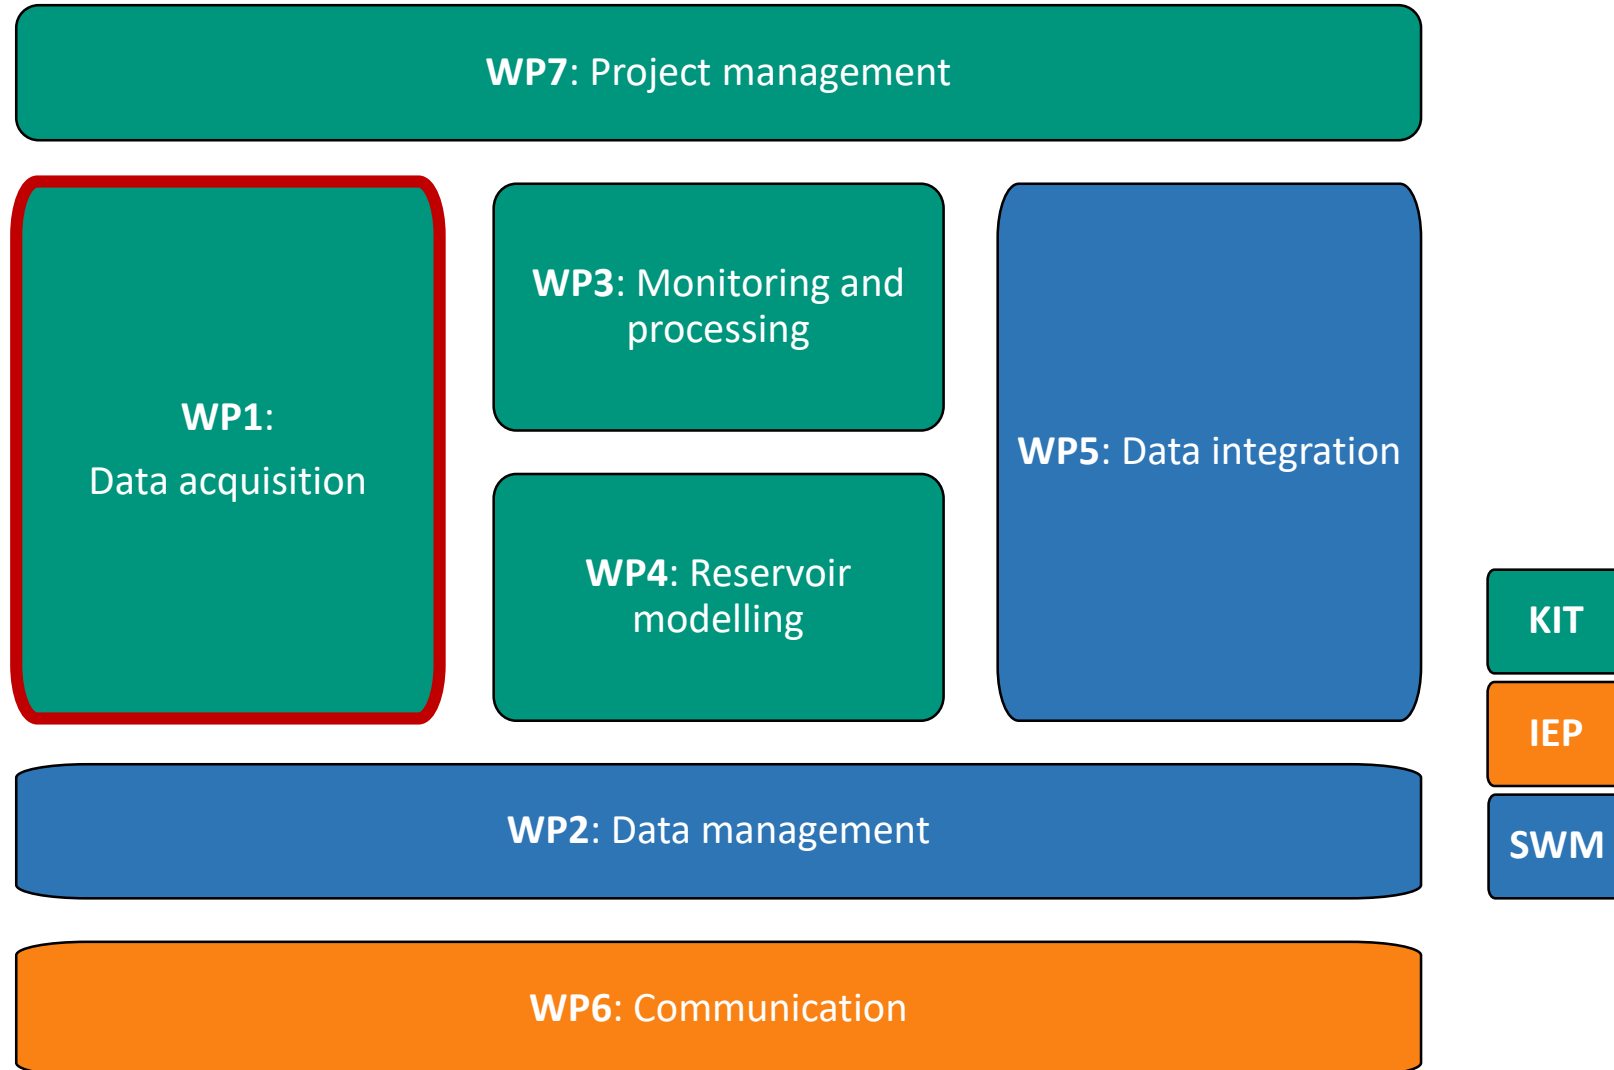 WP7: Project management
WP1:
Data acquisition
WP3: Monitoring and
processing
WP4: Reservoir
modelling
WP5: Data integration
WP2: Data management
WP6: Communication
KIT
IEP
SWM